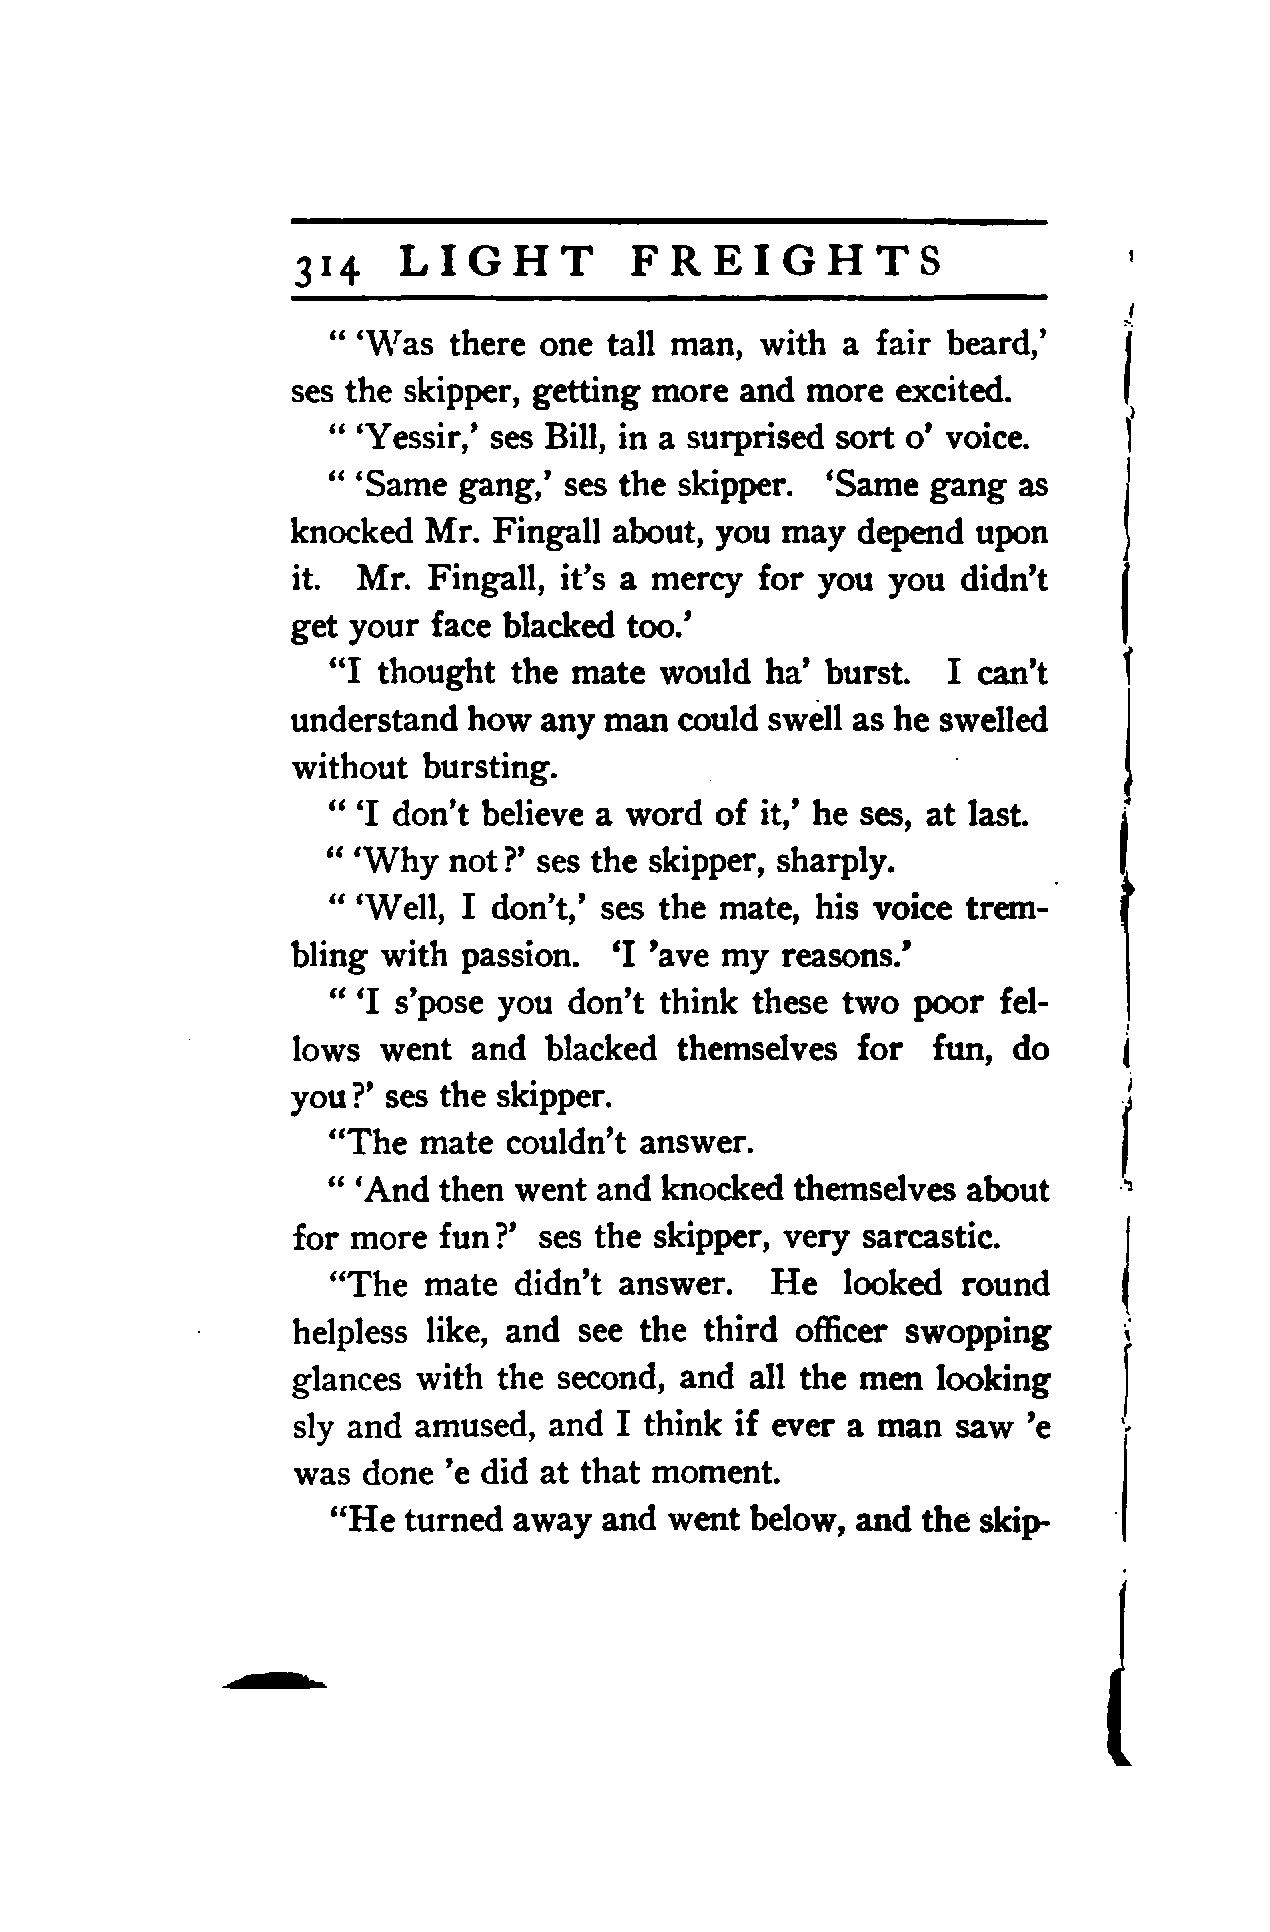 314 LIGHT FREIGHTS
“ ‘Was there one tall man, with a fair beard,’
ses the skipper, getting more and more excited.
“ ‘Yessir,’ ses Bill, in a surprised sort o’ voice.
“ ‘Same gang,’ ses the skipper. ‘Same gang as
knocked Mr. Fingall about, you may depend upon
it. Mr. Fingall, it’s a mercy for you you didn’t
get your face blacked too.’
“I thought the mate would ha’ burst. I can’t
understand how any man could swell as he swelled
without bursting.
“ ‘I don’t believe a word of it,’ he ses, at last.
“ ‘Why not?’ ses the skipper, sharply.
“ ‘Well, I don’t,’ ses the mate, his voice trem-
bling with passion. ‘I ’ave my reasons.’
“ ‘I s’pose you don’t think these two poor fel-
lows went and blacked themselves for fun, do
you?’ ses the skipper.
“The mate couldn’t answer.
“ ‘And then went and knocked themselves about
for more fun?’ ses the skipper, very sarcastic.
“The mate didn’t answer. He looked round
helpless like, and see the third officer swopping
glances with the second, and all the men looking
sly and amused, and I think if ever a man saw ’e
was done ’e did at that moment.
“He turned away and went below, and the skip-